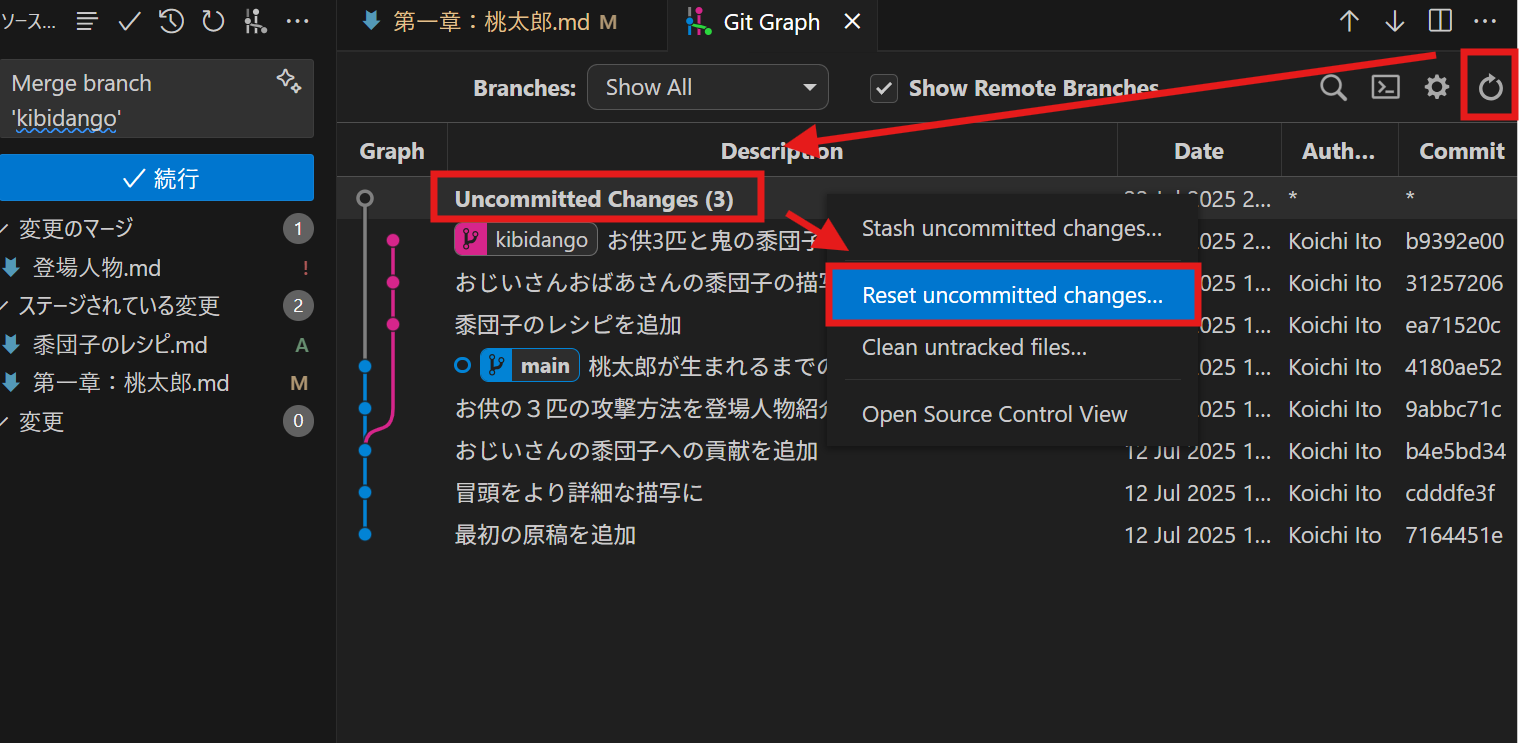 ソース...
第一章：桃太郎.md M
Git Graph
Merge branch
'kibidango'
続行
変更のマージ 1
登場人物.md !
ステージされている変更 2
黍団子のレシピ.md A
第一章：桃太郎.md M
変更 0
Branches: Show All Show Remote Branches
Graph Description Date Auth... Commit
Uncommitted Changes (3) 025 2... * *
kibidango お供3匹と鬼の黍団子 025 2... Koichi Ito b9392e00
おじいさんおばあさんの黍団子の描写 025 1... Koichi Ito 31257206
黍団子のレシピを追加 025 1... Koichi Ito ea71520c
main 桃太郎が生まれるまでの 025 1... Koichi Ito 4180ae52
お供の３匹の攻撃方法を登場人物紹介 025 1... Koichi Ito 9abbc71c
おじいさんの黍団子への貢献を追加 12 Jul 2025 1... Koichi Ito b4e5bd34
冒頭をより詳細な描写に 12 Jul 2025 1... Koichi Ito cdddfe3f
最初の原稿を追加 12 Jul 2025 1... Koichi Ito 7164451e
Stash uncommitted changes...
Reset uncommitted changes...
Clean untracked files...
Open Source Control View